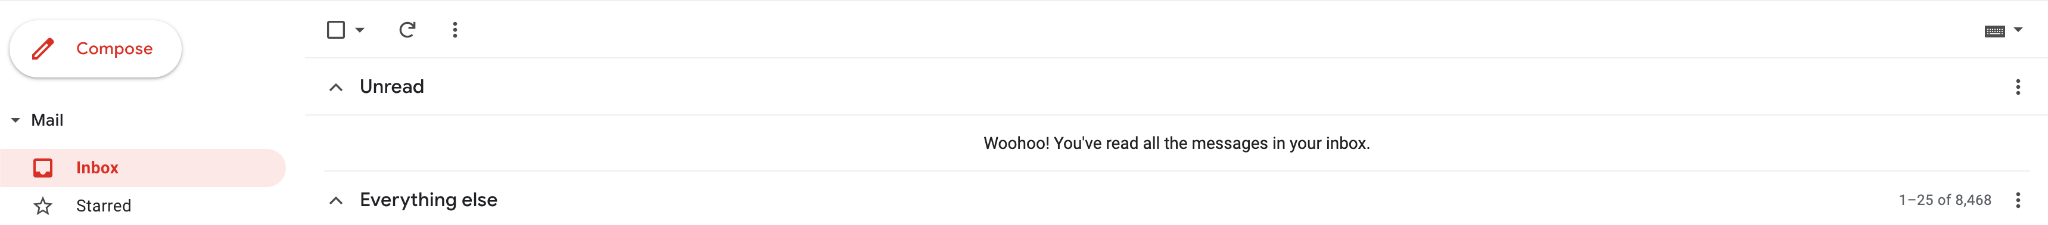 Compose
Mail
Inbox
Starred
Unread
Woohoo! You've read all the messages in your inbox.
Everything else
1–25 of 8,468